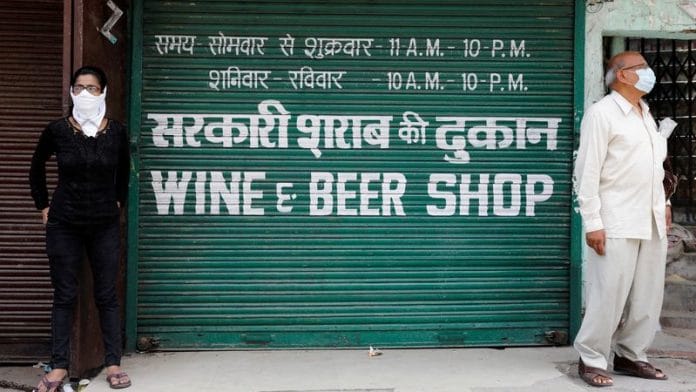 समय - सोमवार से शुक्रवार - 11 A.M. - 10 - P.M.
शनिवार - रविवार - 10 A.M. - 10 - P.M.
सरकारी शराब की दुकान
WINE & BEER SHOP